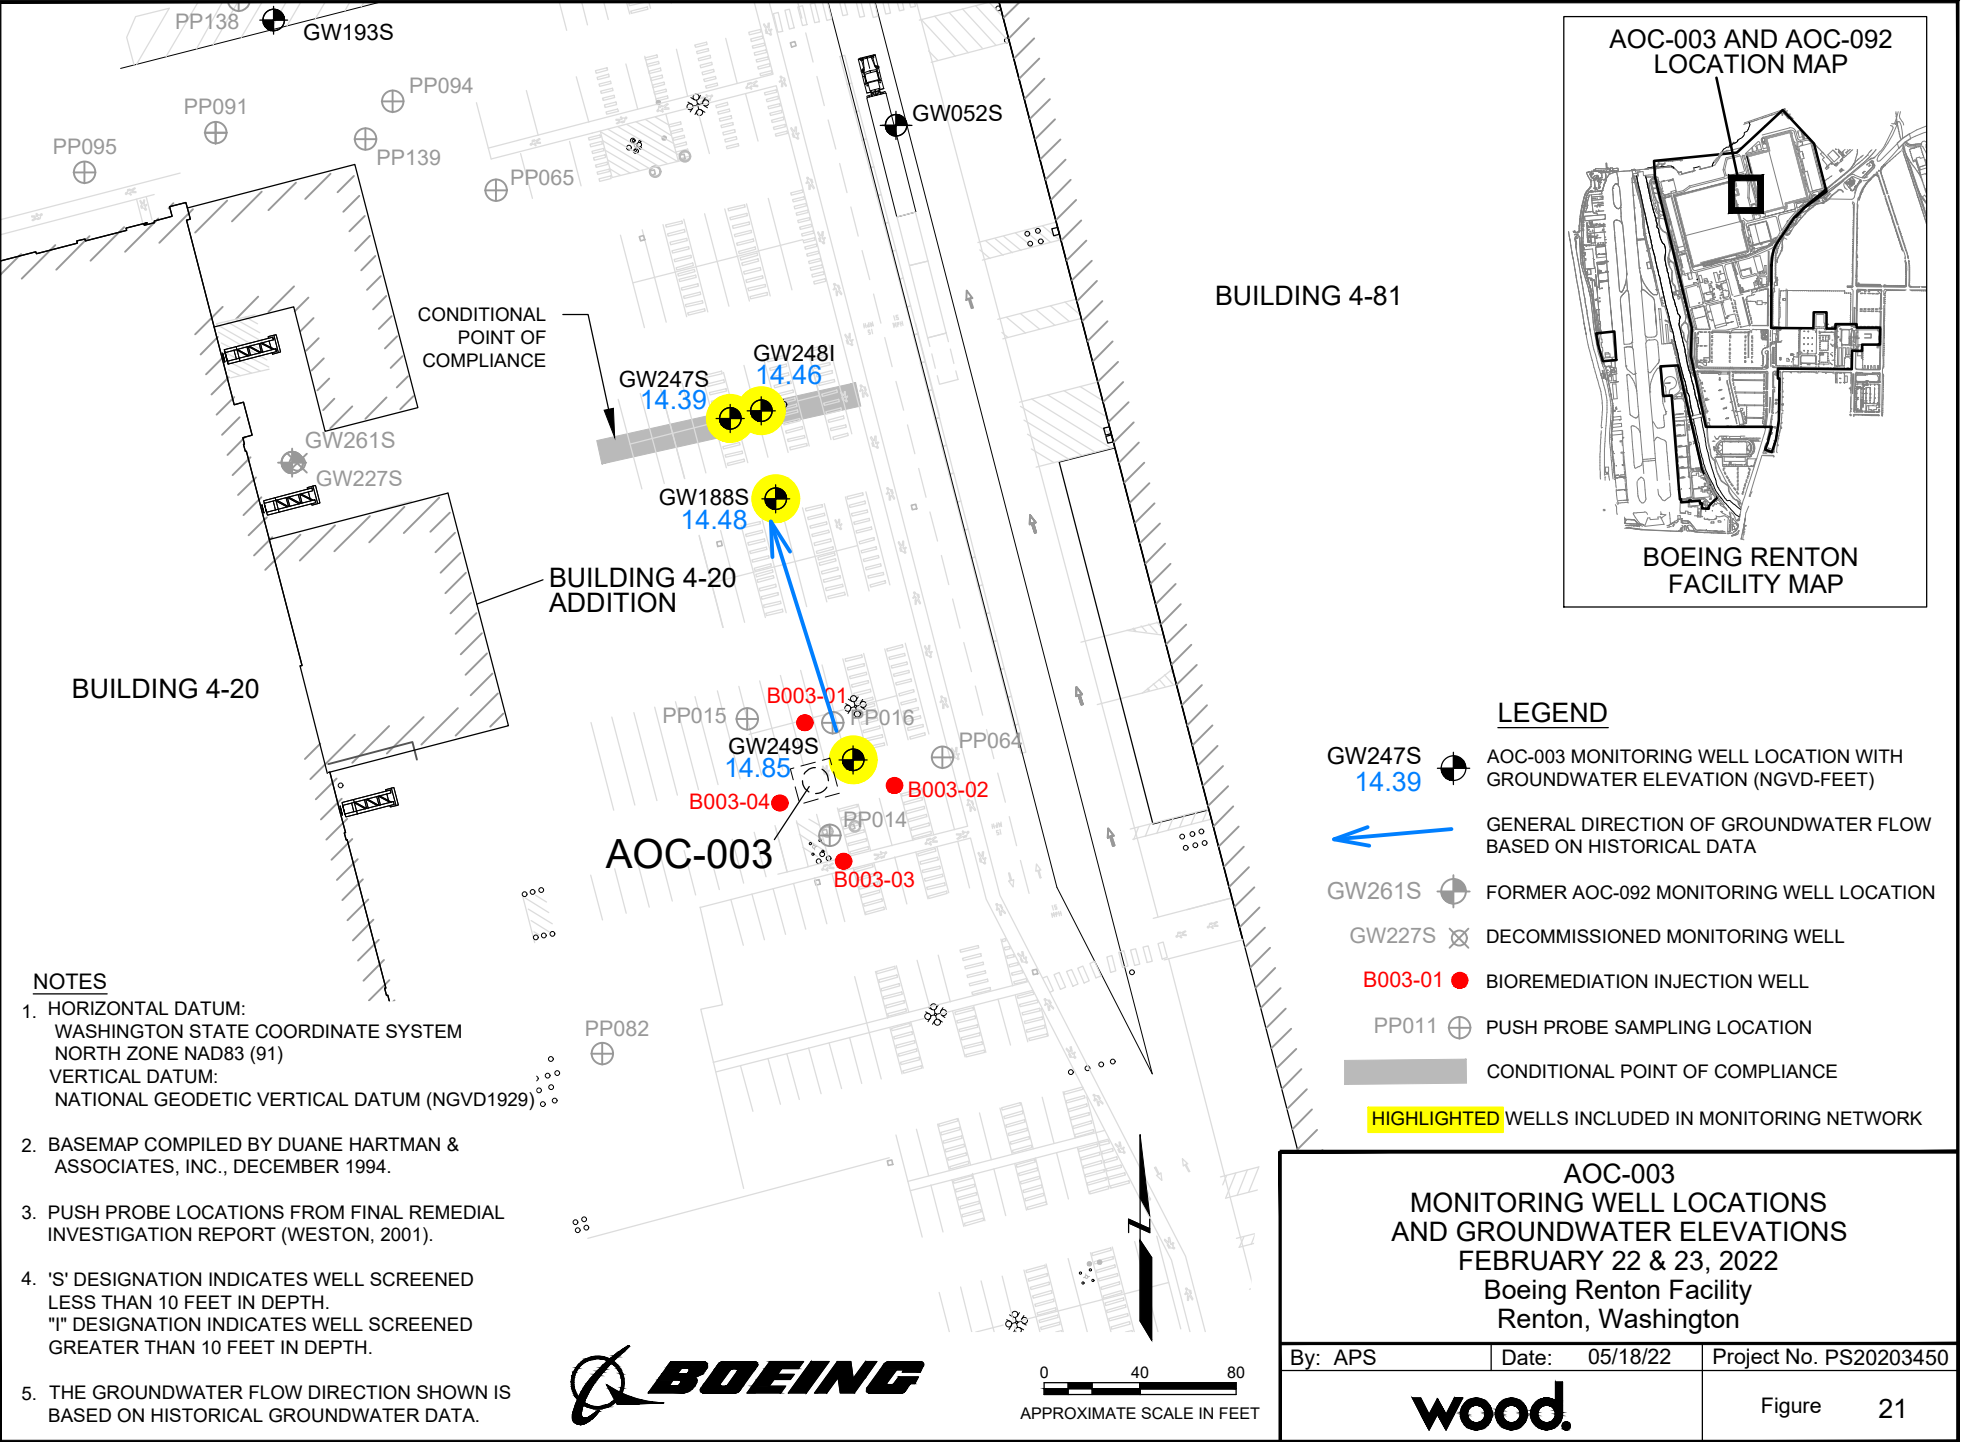 PP138
GW193S
PP094
PP091
PP139
PP095
PP065
GW052S
CONDITIONAL
POINT OF
COMPLIANCE
GW248I
14.46
GW247S
14.39
BUILDING 4-81
GW261S
GW227S
GW188S
14.48
BUILDING 4-20
ADDITION
BUILDING 4-20
B003-01
PP015
PP016
GW249S
14.85
PP064
B003-02
B003-04
PP014
AOC-003
B003-03
PP082
AOC-003 AND AOC-092
LOCATION MAP
BOEING RENTON
FACILITY MAP
LEGEND
GW247S
14.39
AOC-003 MONITORING WELL LOCATION WITH
GROUNDWATER ELEVATION (NGVD-FEET)
GENERAL DIRECTION OF GROUNDWATER FLOW
BASED ON HISTORICAL DATA
GW261S FORMER AOC-092 MONITORING WELL LOCATION
GW227S DECOMMISSIONED MONITORING WELL
B003-01 BIOREMEDIATION INJECTION WELL
PP011 PUSH PROBE SAMPLING LOCATION
CONDITIONAL POINT OF COMPLIANCE
HIGHLIGHTED WELLS INCLUDED IN MONITORING NETWORK
NOTES
1. HORIZONTAL DATUM:
WASHINGTON STATE COORDINATE SYSTEM
NORTH ZONE NAD83 (91)
VERTICAL DATUM:
NATIONAL GEODETIC VERTICAL DATUM (NGVD1929)
2. BASEMAP COMPILED BY DUANE HARTMAN &
ASSOCIATES, INC., DECEMBER 1994.
3. PUSH PROBE LOCATIONS FROM FINAL REMEDIAL
INVESTIGATION REPORT (WESTON, 2001).
4. 'S' DESIGNATION INDICATES WELL SCREENED
LESS THAN 10 FEET IN DEPTH.
"I" DESIGNATION INDICATES WELL SCREENED
GREATER THAN 10 FEET IN DEPTH.
5. THE GROUNDWATER FLOW DIRECTION SHOWN IS
BASED ON HISTORICAL GROUNDWATER DATA.
BOEING
N
0 40 80
APPROXIMATE SCALE IN FEET
AOC-003
MONITORING WELL LOCATIONS
AND GROUNDWATER ELEVATIONS
FEBRUARY 22 & 23, 2022
Boeing Renton Facility
Renton, Washington
By: APS Date: 05/18/22 Project No. PS20203450
wood.
Figure 21